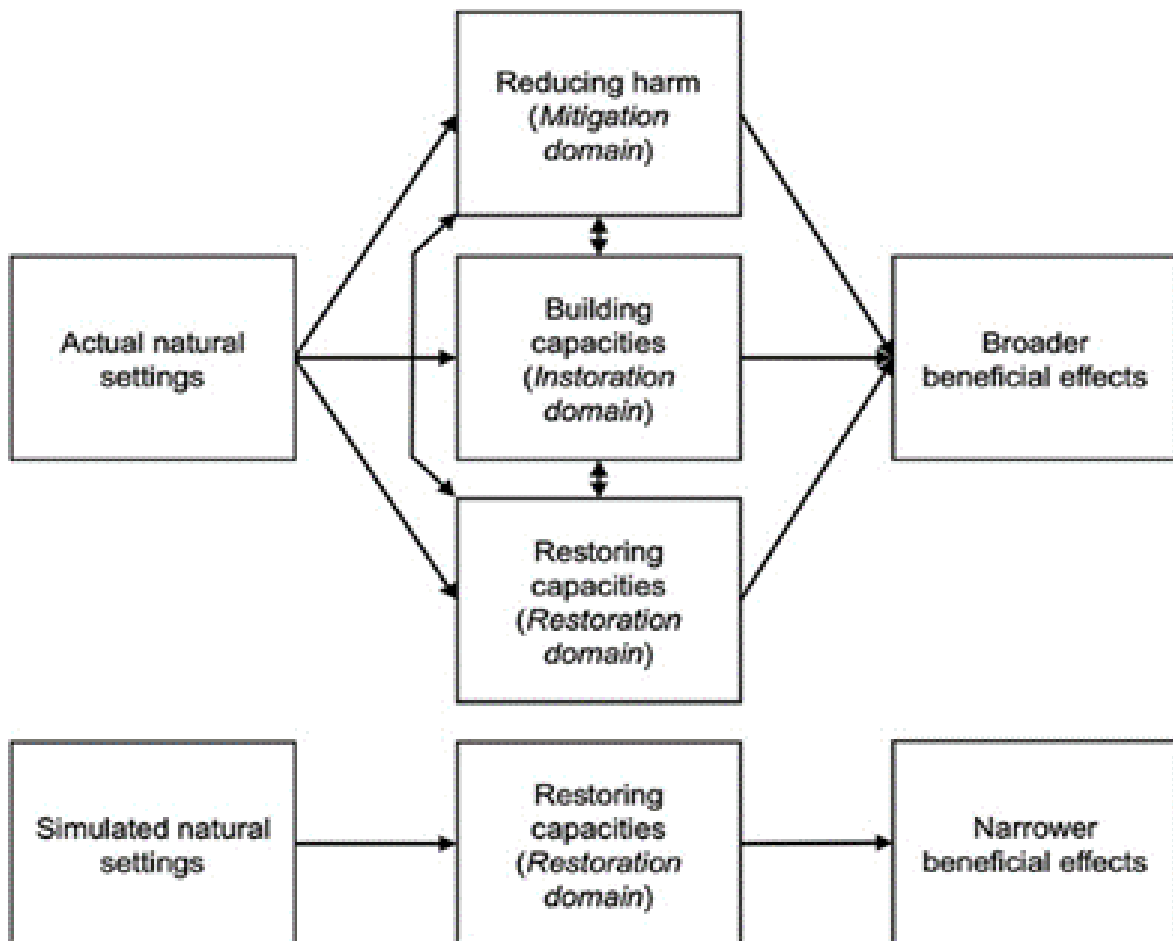 Reducing harm
(Mitigation
domain)
Actual natural
settings
Building
capacities
(Instoration
domain)
Broader
beneficial effects
Restoring
capacities
(Restoration
domain)
Simulated natural
settings
Restoring
capacities
(Restoration
domain)
Narrower
beneficial effects